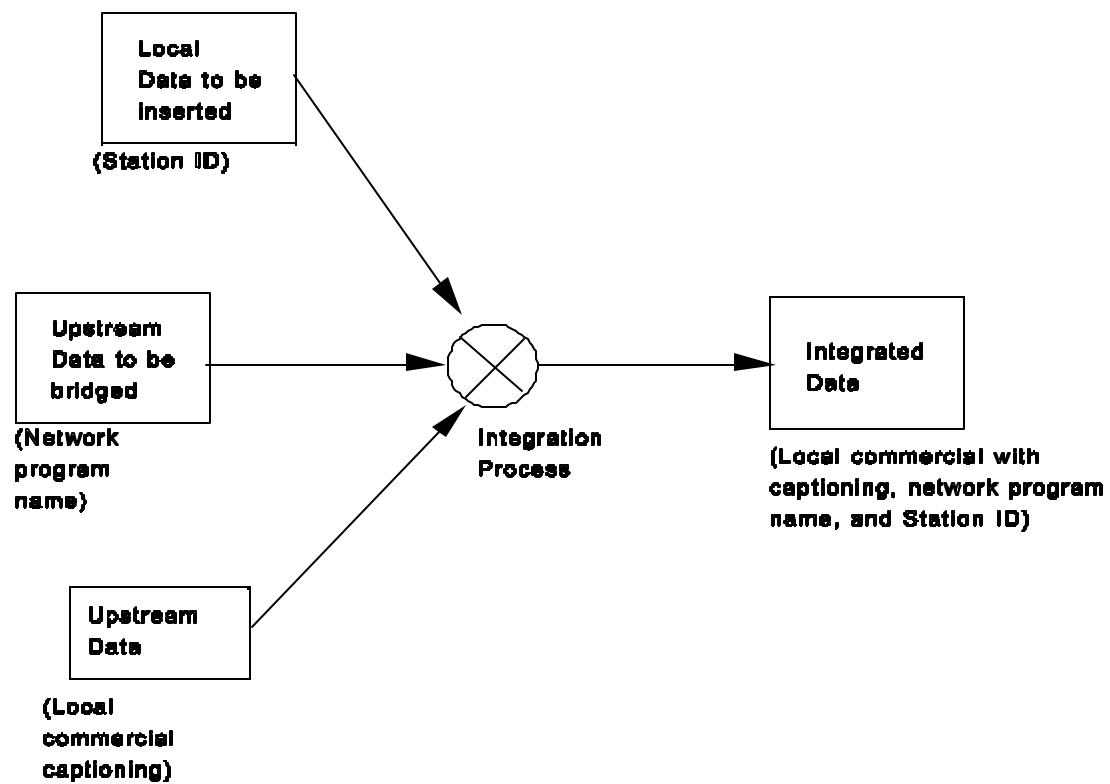 Local
Data to be
inserted
(Station ID)
Upstream
Data to be
bridged
(Network
program
name)
Integration
Process
Integrated
Data
(Local commercial with
captioning, network program
name, and Station ID)
Upstream
Data
(Local
commercial
captioning)